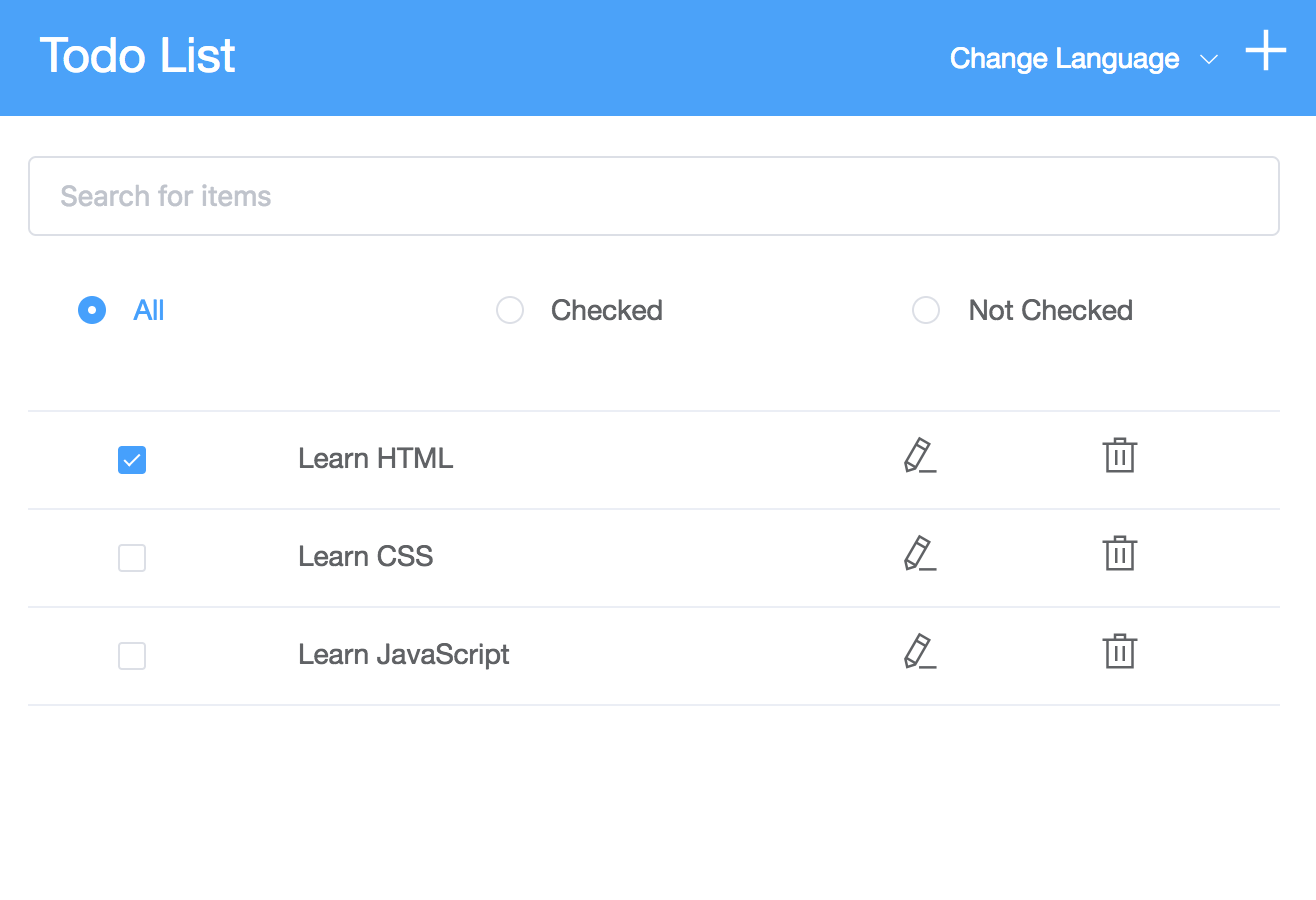 Todo List
Change Language
Search for items
All
Checked
Not Checked
Learn HTML
Learn CSS
Learn JavaScript